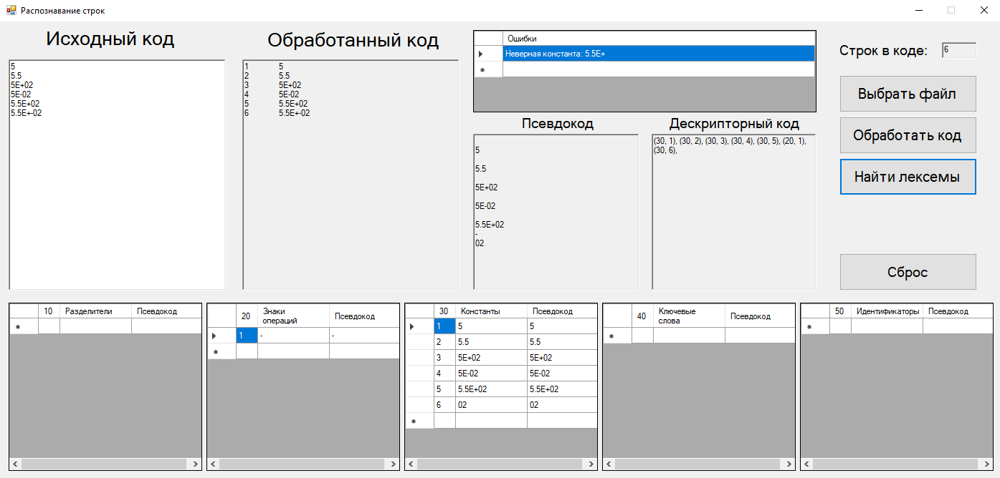 Распознавание строк
Исходный код
5
5.5
5E+02
5E-02
5.5E+02
5.5E+-02
Обработанный код
1 5
2 5.5
3 5E+02
4 5E-02
5 5.5E+02
6 5.5E+-02
Ошибки
Неверная константа: 5.5E+
Псевдокод
5
5.5
5E+02
5E-02
5.5E+02
-
02
Дескрипторный код
(30, 1), (30, 2), (30, 3), (30, 4), (30, 5), (20, 1),
(30, 6),
Строк в коде: 6
Выбрать файл
Обработать код
Найти лексемы
Сброс
10 Разделители Псевдокод
20 Знаки операций Псевдокод
1 - -
30 Константы Псевдокод
1 5 5
2 5.5 5.5
3 5E+02 5E+02
4 5E-02 5E-02
5 5.5E+02 5.5E+02
6 02 02
40 Ключевые слова Псевдокод
50 Идентификаторы Псевдокод